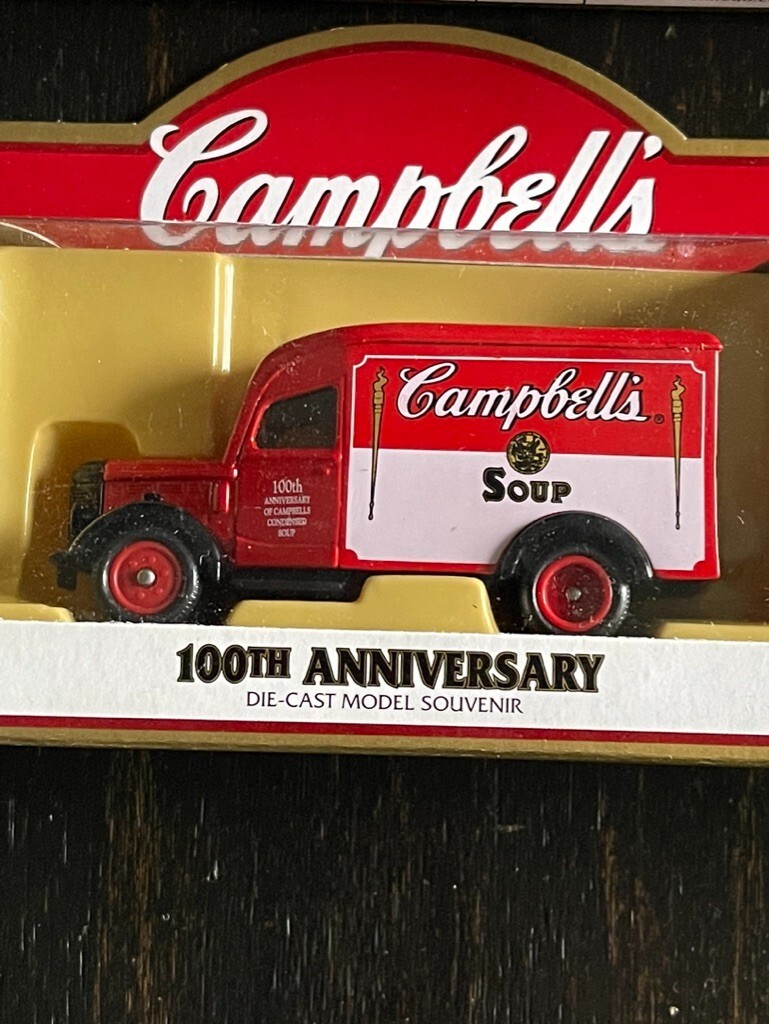 Campbell's
Campbell's®
SOUP
100th
ANNIVERSARY
OF CAMPBELLS
CONDENSED
SOUP
100TH ANNIVERSARY
DIE-CAST MODEL SOUVENIR